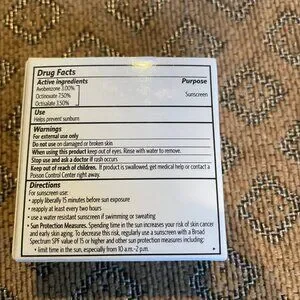 Drug Facts
Active ingredients Purpose
Avobenzone 3.00%
Octinoxate 7.50% Sunscreen
Octisalate 3.50%
Use
Helps prevent sunburn
Warnings
For external use only
Do not use on damaged or broken skin
When using this product keep out of eyes. Rinse with water to remove.
Stop use and ask a doctor if rash occurs
Keep out of reach of children. If product is swallowed, get medical help or contact a
Poison Control Center right away.
Directions
For sunscreen use:
• apply liberally 15 minutes before sun exposure
• reapply at least every two hours
• use a water resistant sunscreen if swimming or sweating
• Sun Protection Measures. Spending time in the sun increases your risk of skin cancer
and early skin aging. To decrease this risk, regularly use a sunscreen with a Broad
Spectrum SPF value of 15 or higher and other sun protection measures including:
• limit time in the sun, especially from 10 a.m.-2 p.m.